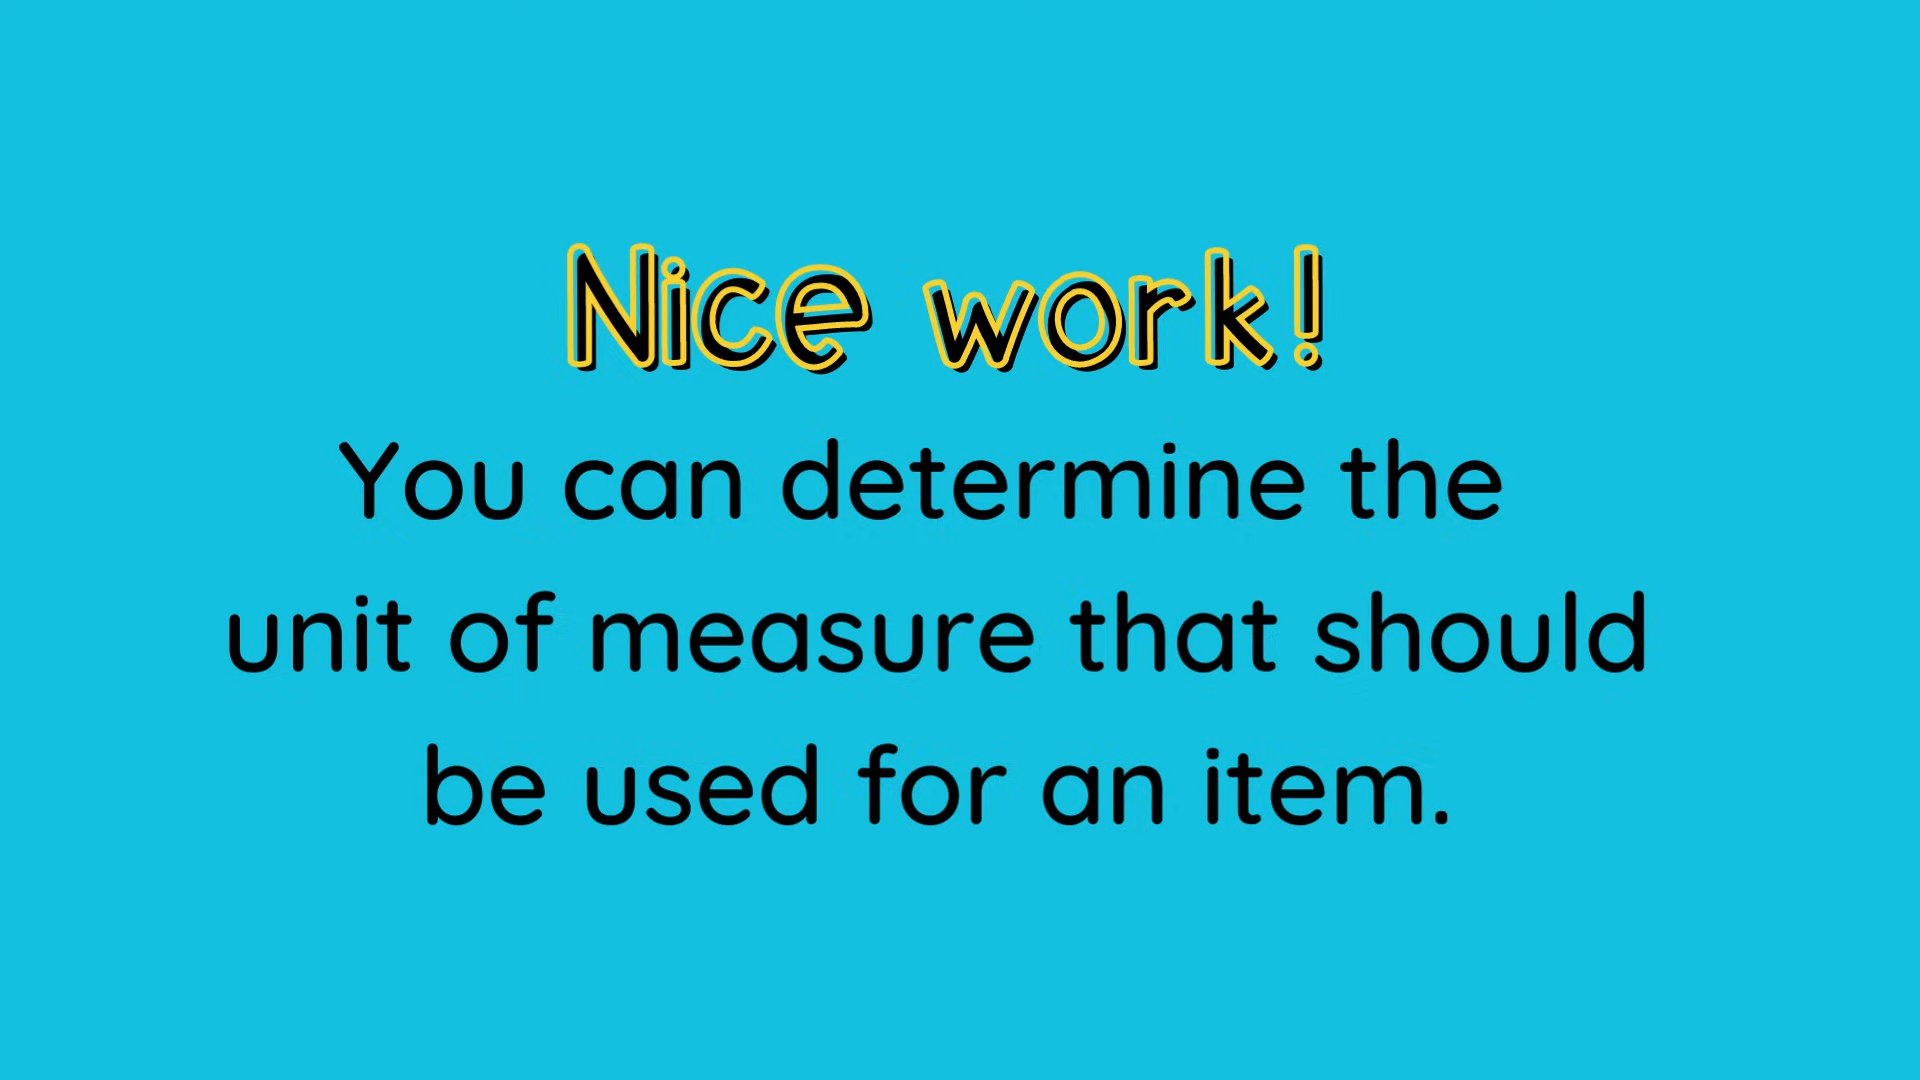 Nice work!
You can determine the
unit of measure that should
be used for an item.